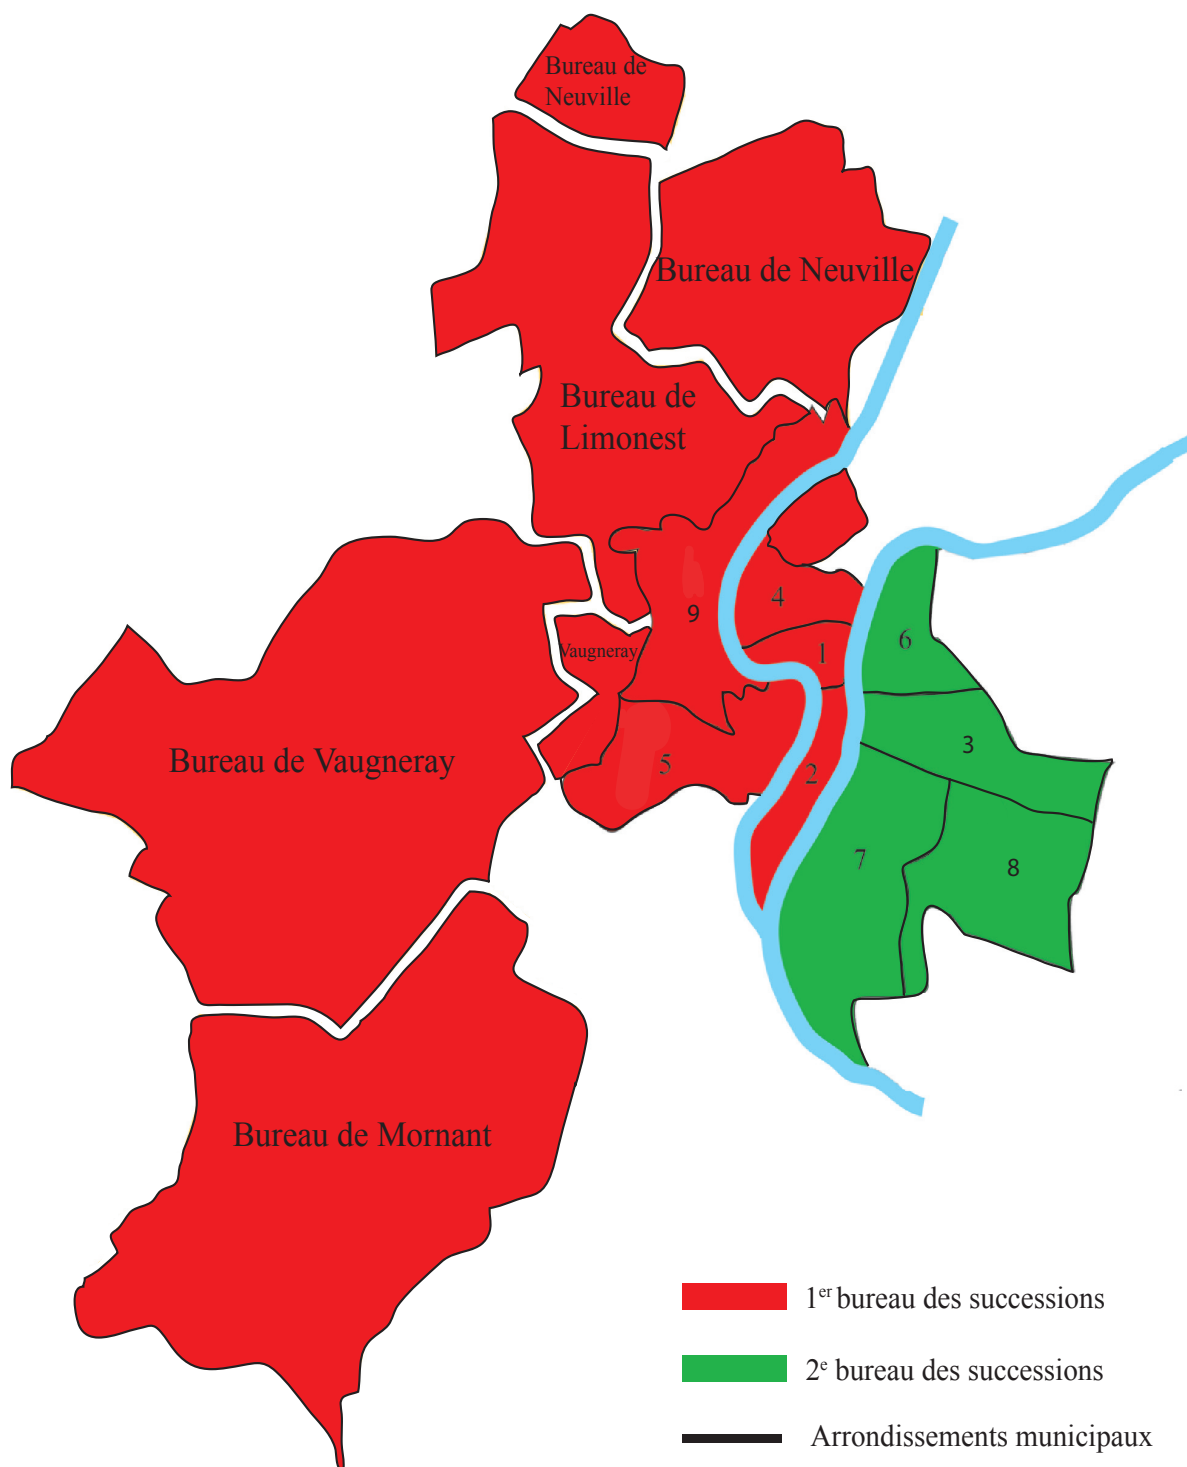 Bureau de
Neuville
Bureau de Neuville
Bureau de
Limonest
4
9
6
1
Vaugneray
3
Bureau de Vaugneray
5
2
7
8
Bureau de Mornant
1er bureau des successions
2e bureau des successions
Arrondissements municipaux